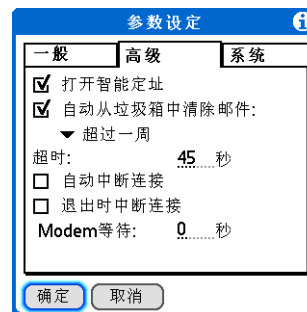 参数设定
一般 高级 系统
打开智能定址
自动从垃圾箱中清除邮件:
超过一周
超时: 45 秒
自动中断连接
退出时中断连接
Modem等待: 0 秒
确定 取消